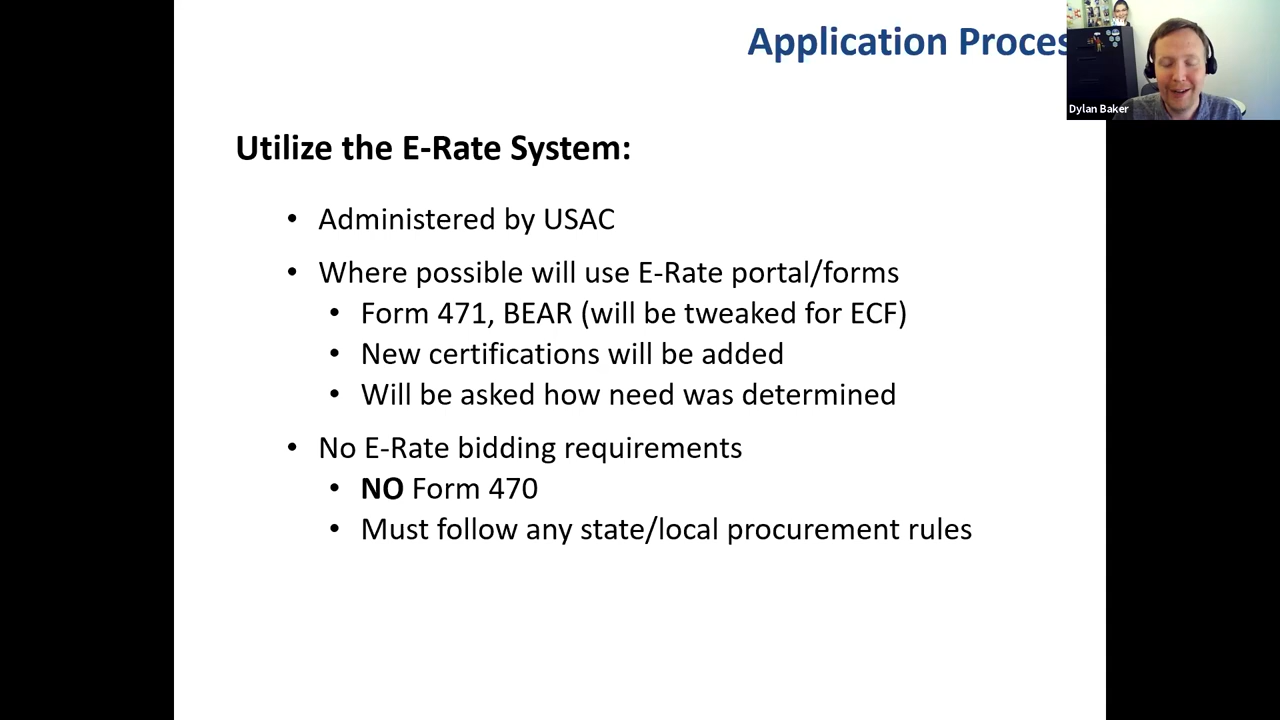 Application Proces
Dylan Baker
Utilize the E-Rate System:
• Administered by USAC
• Where possible will use E-Rate portal/forms
• Form 471, BEAR (will be tweaked for ECF)
• New certifications will be added
• Will be asked how need was determined
• No E-Rate bidding requirements
• NO Form 470
• Must follow any state/local procurement rules